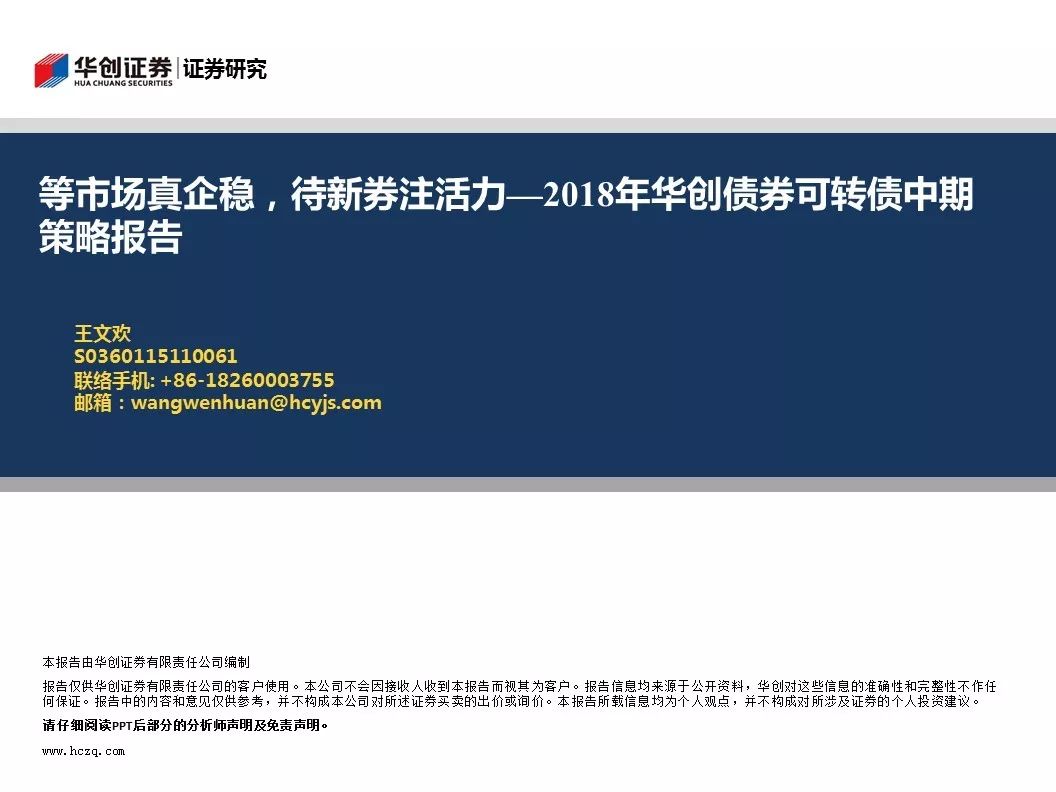 华创证券 证券研究
HUA CHUANG SECURITIES
等市场真企稳，待新券注活力—2018年华创债券可转债中期
策略报告
王文欢
S0360115110061
联络手机: +86-18260003755
邮箱：wangwenhuan@hcyjs.com
本报告由华创证券有限责任公司编制
报告仅供华创证券有限责任公司的客户使用。本公司不会因接收人收到本报告而视其为客户。报告信息均来源于公开资料，华创对这些信息的准确性和完整性不作任
何保证。报告中的内容和意见仅供参考，并不构成本公司对所述证券买卖的出价或询价。本报告所载信息均为个人观点，并不构成对所涉及证券的个人投资建议。
请仔细阅读PPT后部分的分析师声明及免责声明。
www.hczq.com